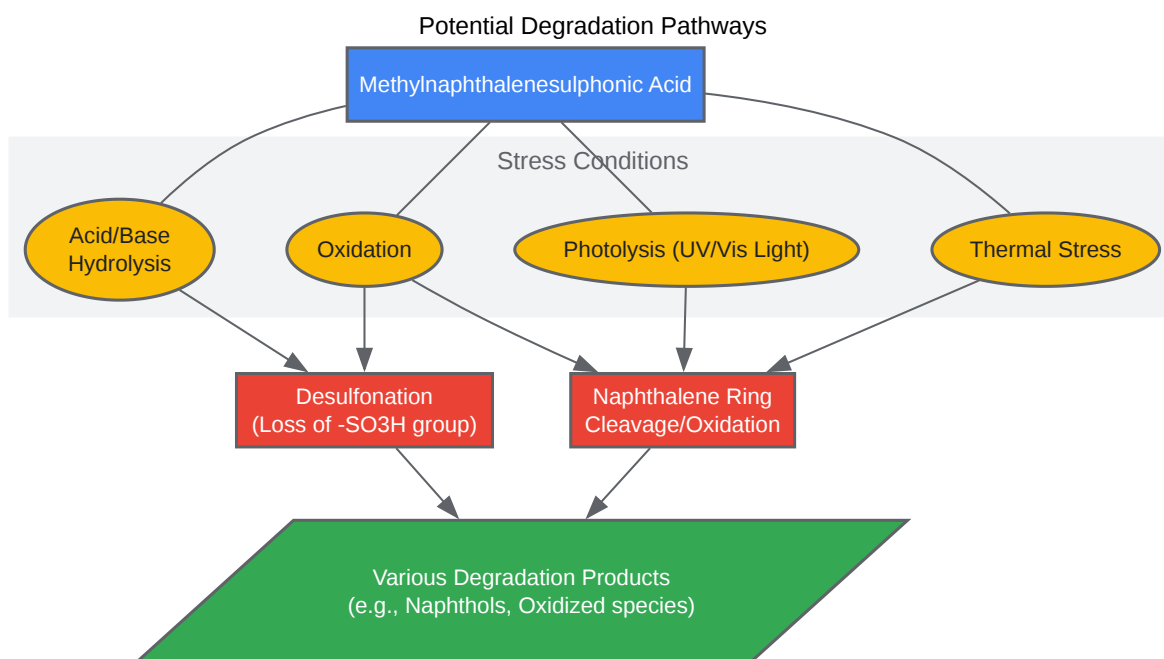 Potential Degradation Pathways
Methylnaphthalenesulphonic Acid
Stress Conditions
Acid/Base
Hydrolysis
Oxidation
Photolysis (UV/Vis Light)
Thermal Stress
Desulfonation
(Loss of -SO3H group)
Naphthalene Ring
Cleavage/Oxidation
Various Degradation Products
(e.g., Naphthols, Oxidized species)